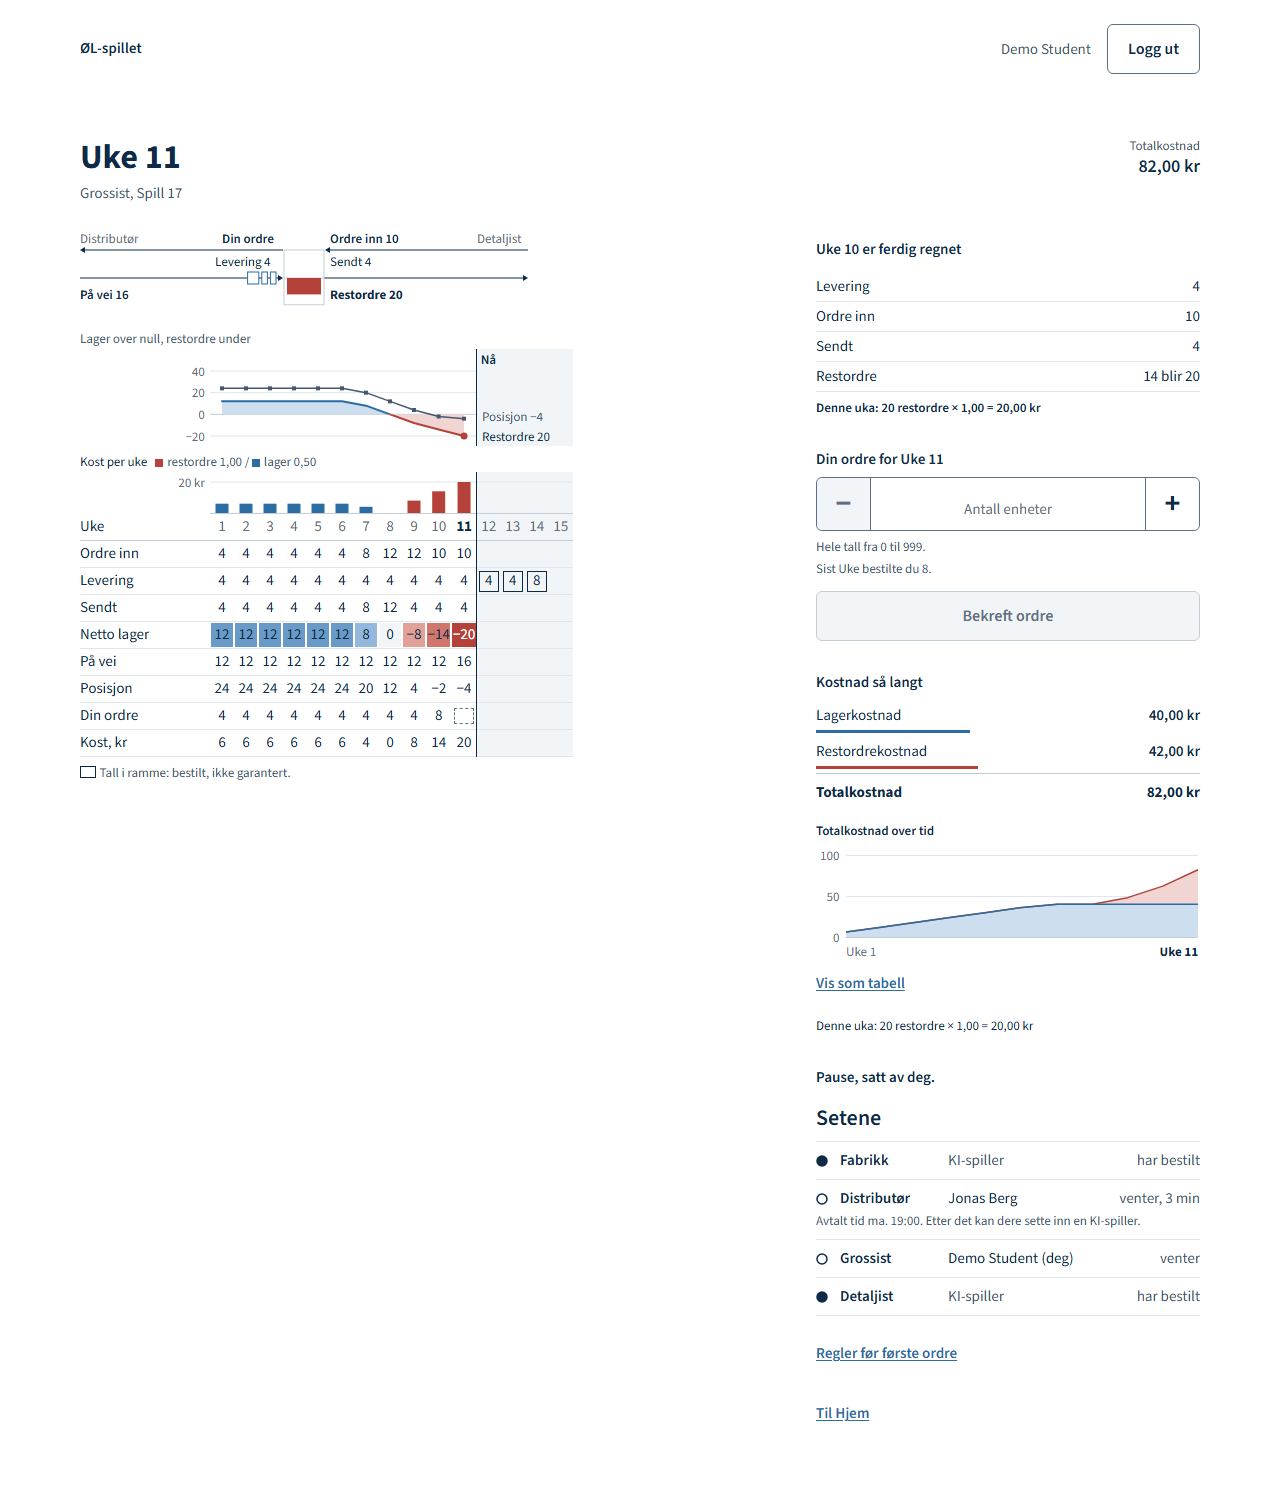 ØL-spillet
Demo Student
Logg ut
Uke 11
Grossist, Spill 17
Totalkostnad
82,00 kr
Distributør Din ordre Ordre inn 10 Detaljist
Levering 4 Sendt 4
På vei 16 Restordre 20
Lager over null, restordre under
Nå
40
20
0
−20
Posisjon −4
Restordre 20
Kost per uke restordre 1,00 / lager 0,50
20 kr
Uke 1 2 3 4 5 6 7 8 9 10 11 12 13 14 15
Ordre inn 4 4 4 4 4 4 8 12 12 10 10
Levering 4 4 4 4 4 4 4 4 4 4 4 4 4 8
Sendt 4 4 4 4 4 4 8 12 4 4 4
Netto lager 12 12 12 12 12 12 8 0 −8 −14 −20
På vei 12 12 12 12 12 12 12 12 12 12 16
Posisjon 24 24 24 24 24 24 20 12 4 −2 −4
Din ordre 4 4 4 4 4 4 4 4 4 8
Kost, kr 6 6 6 6 6 6 4 0 8 14 20
Tall i ramme: bestilt, ikke garantert.
Uke 10 er ferdig regnet
Levering 4
Ordre inn 10
Sendt 4
Restordre 14 blir 20
Denne uka: 20 restordre × 1,00 = 20,00 kr
Din ordre for Uke 11
− Antall enheter +
Hele tall fra 0 til 999.
Sist Uke bestilte du 8.
Bekreft ordre
Kostnad så langt
Lagerkostnad 40,00 kr
Restordrekostnad 42,00 kr
Totalkostnad 82,00 kr
Totalkostnad over tid
100
50
0
Uke 1 Uke 11
Vis som tabell
Denne uka: 20 restordre × 1,00 = 20,00 kr
Pause, satt av deg.
Setene
Fabrikk KI-spiller har bestilt
Distributør Jonas Berg venter, 3 min
Avtalt tid ma. 19:00. Etter det kan dere sette inn en KI-spiller.
Grossist Demo Student (deg) venter
Detaljist KI-spiller har bestilt
Regler før første ordre
Til Hjem